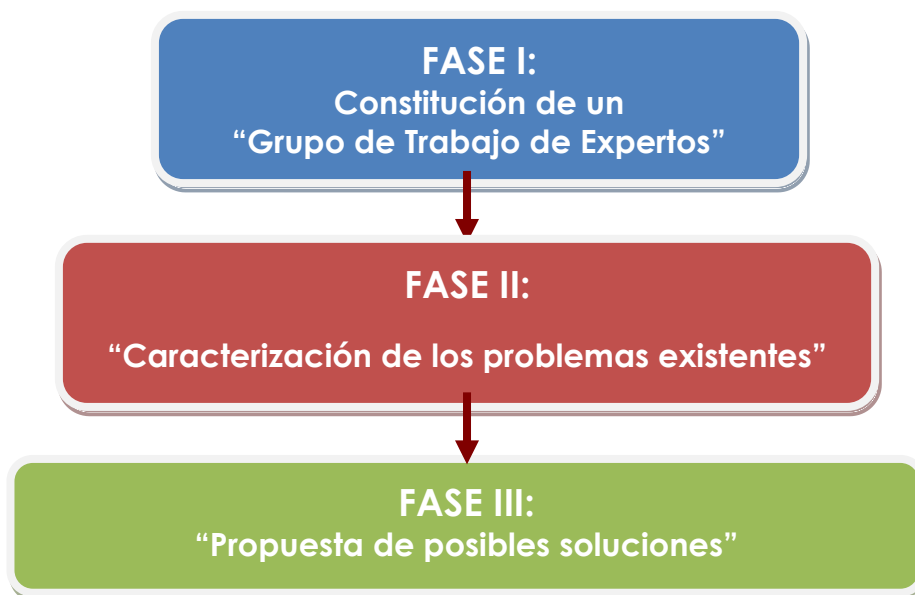 FASE I:
Constitución de un
“Grupo de Trabajo de Expertos”
FASE II:
“Caracterización de los problemas existentes”
FASE III:
“Propuesta de posibles soluciones”